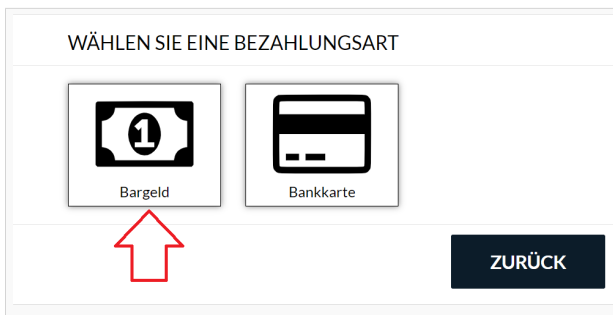 WÄHLEN SIE EINE BEZAHLUNGSART
1
Bargeld
Bankkarte
ZURÜCK